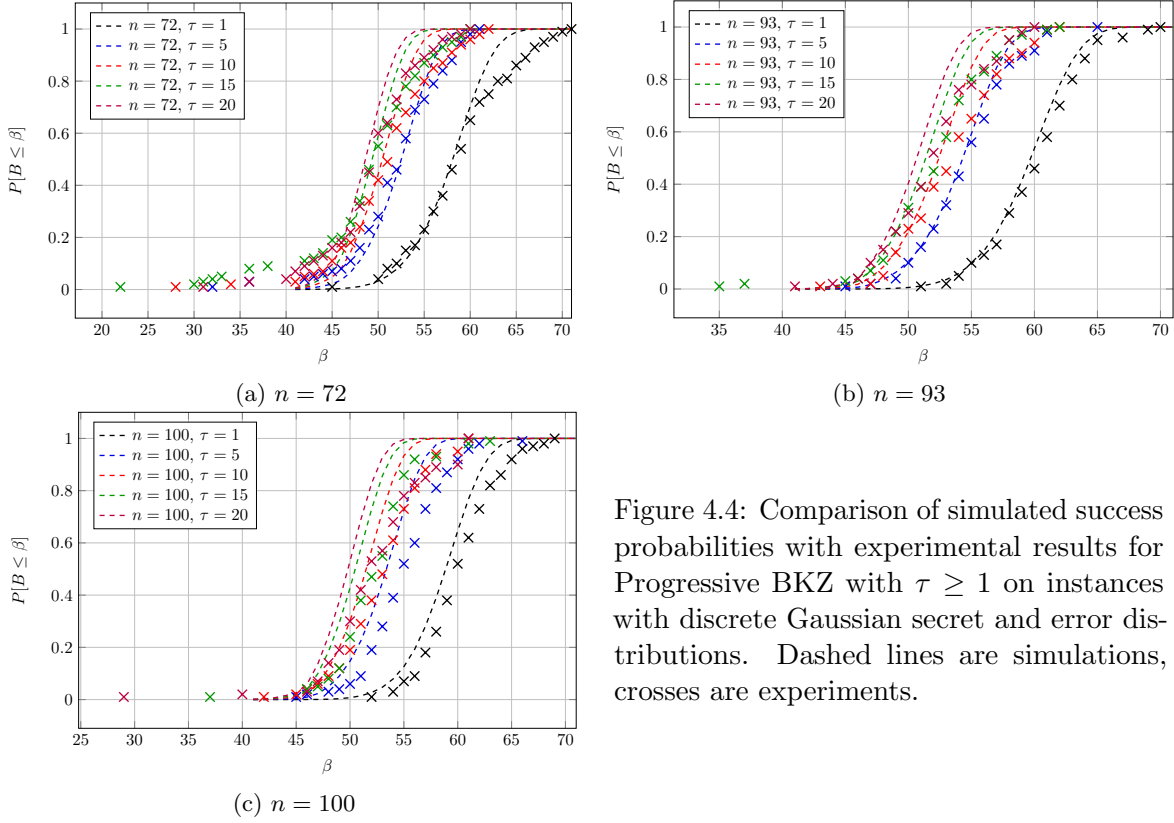 n = 72, τ = 1
n = 72, τ = 5
n = 72, τ = 10
n = 72, τ = 15
n = 72, τ = 20
1
0.8
0.6
0.4
0.2
0
P[B ≤ β]
20 25 30 35 40 45 50 55 60 65 70
β
(a) n = 72
n = 93, τ = 1
n = 93, τ = 5
n = 93, τ = 10
n = 93, τ = 15
n = 93, τ = 20
1
0.8
0.6
0.4
0.2
0
P[B ≤ β]
35 40 45 50 55 60 65 70
β
(b) n = 93
n = 100, τ = 1
n = 100, τ = 5
n = 100, τ = 10
n = 100, τ = 15
n = 100, τ = 20
1
0.8
0.6
0.4
0.2
0
P[B ≤ β]
25 30 35 40 45 50 55 60 65 70
β
(c) n = 100
Figure 4.4: Comparison of simulated success
probabilities with experimental results for
Progressive BKZ with τ ≥ 1 on instances
with discrete Gaussian secret and error dis-
tributions. Dashed lines are simulations,
crosses are experiments.